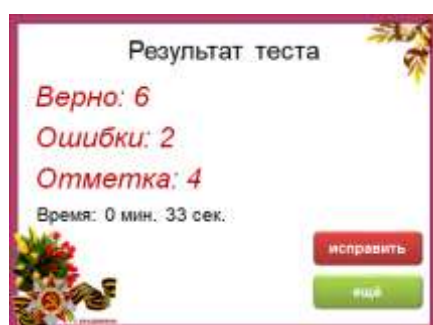 Результат теста
Верно: 6
Ошибки: 2
Отметка: 4
Время: 0 мин. 33 сек.
исправить
ещё